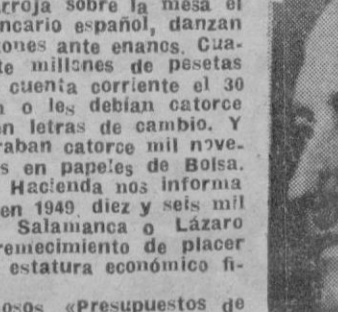 rroja sobre la mesa el
ncario español, danzan
ones ante enanos. Cua-
te millones de pesetas
cuenta corriente el 30
n o les debían catorce
en letras de cambio. Y
raban catorce mil nove-
s en papeles de Bolsa.
Hacienda nos informa
en 1949, diez y seis mil
Salamanca o Lázaro
remecimiento de placer
estatura económico fi-
osos «Presupuestos de